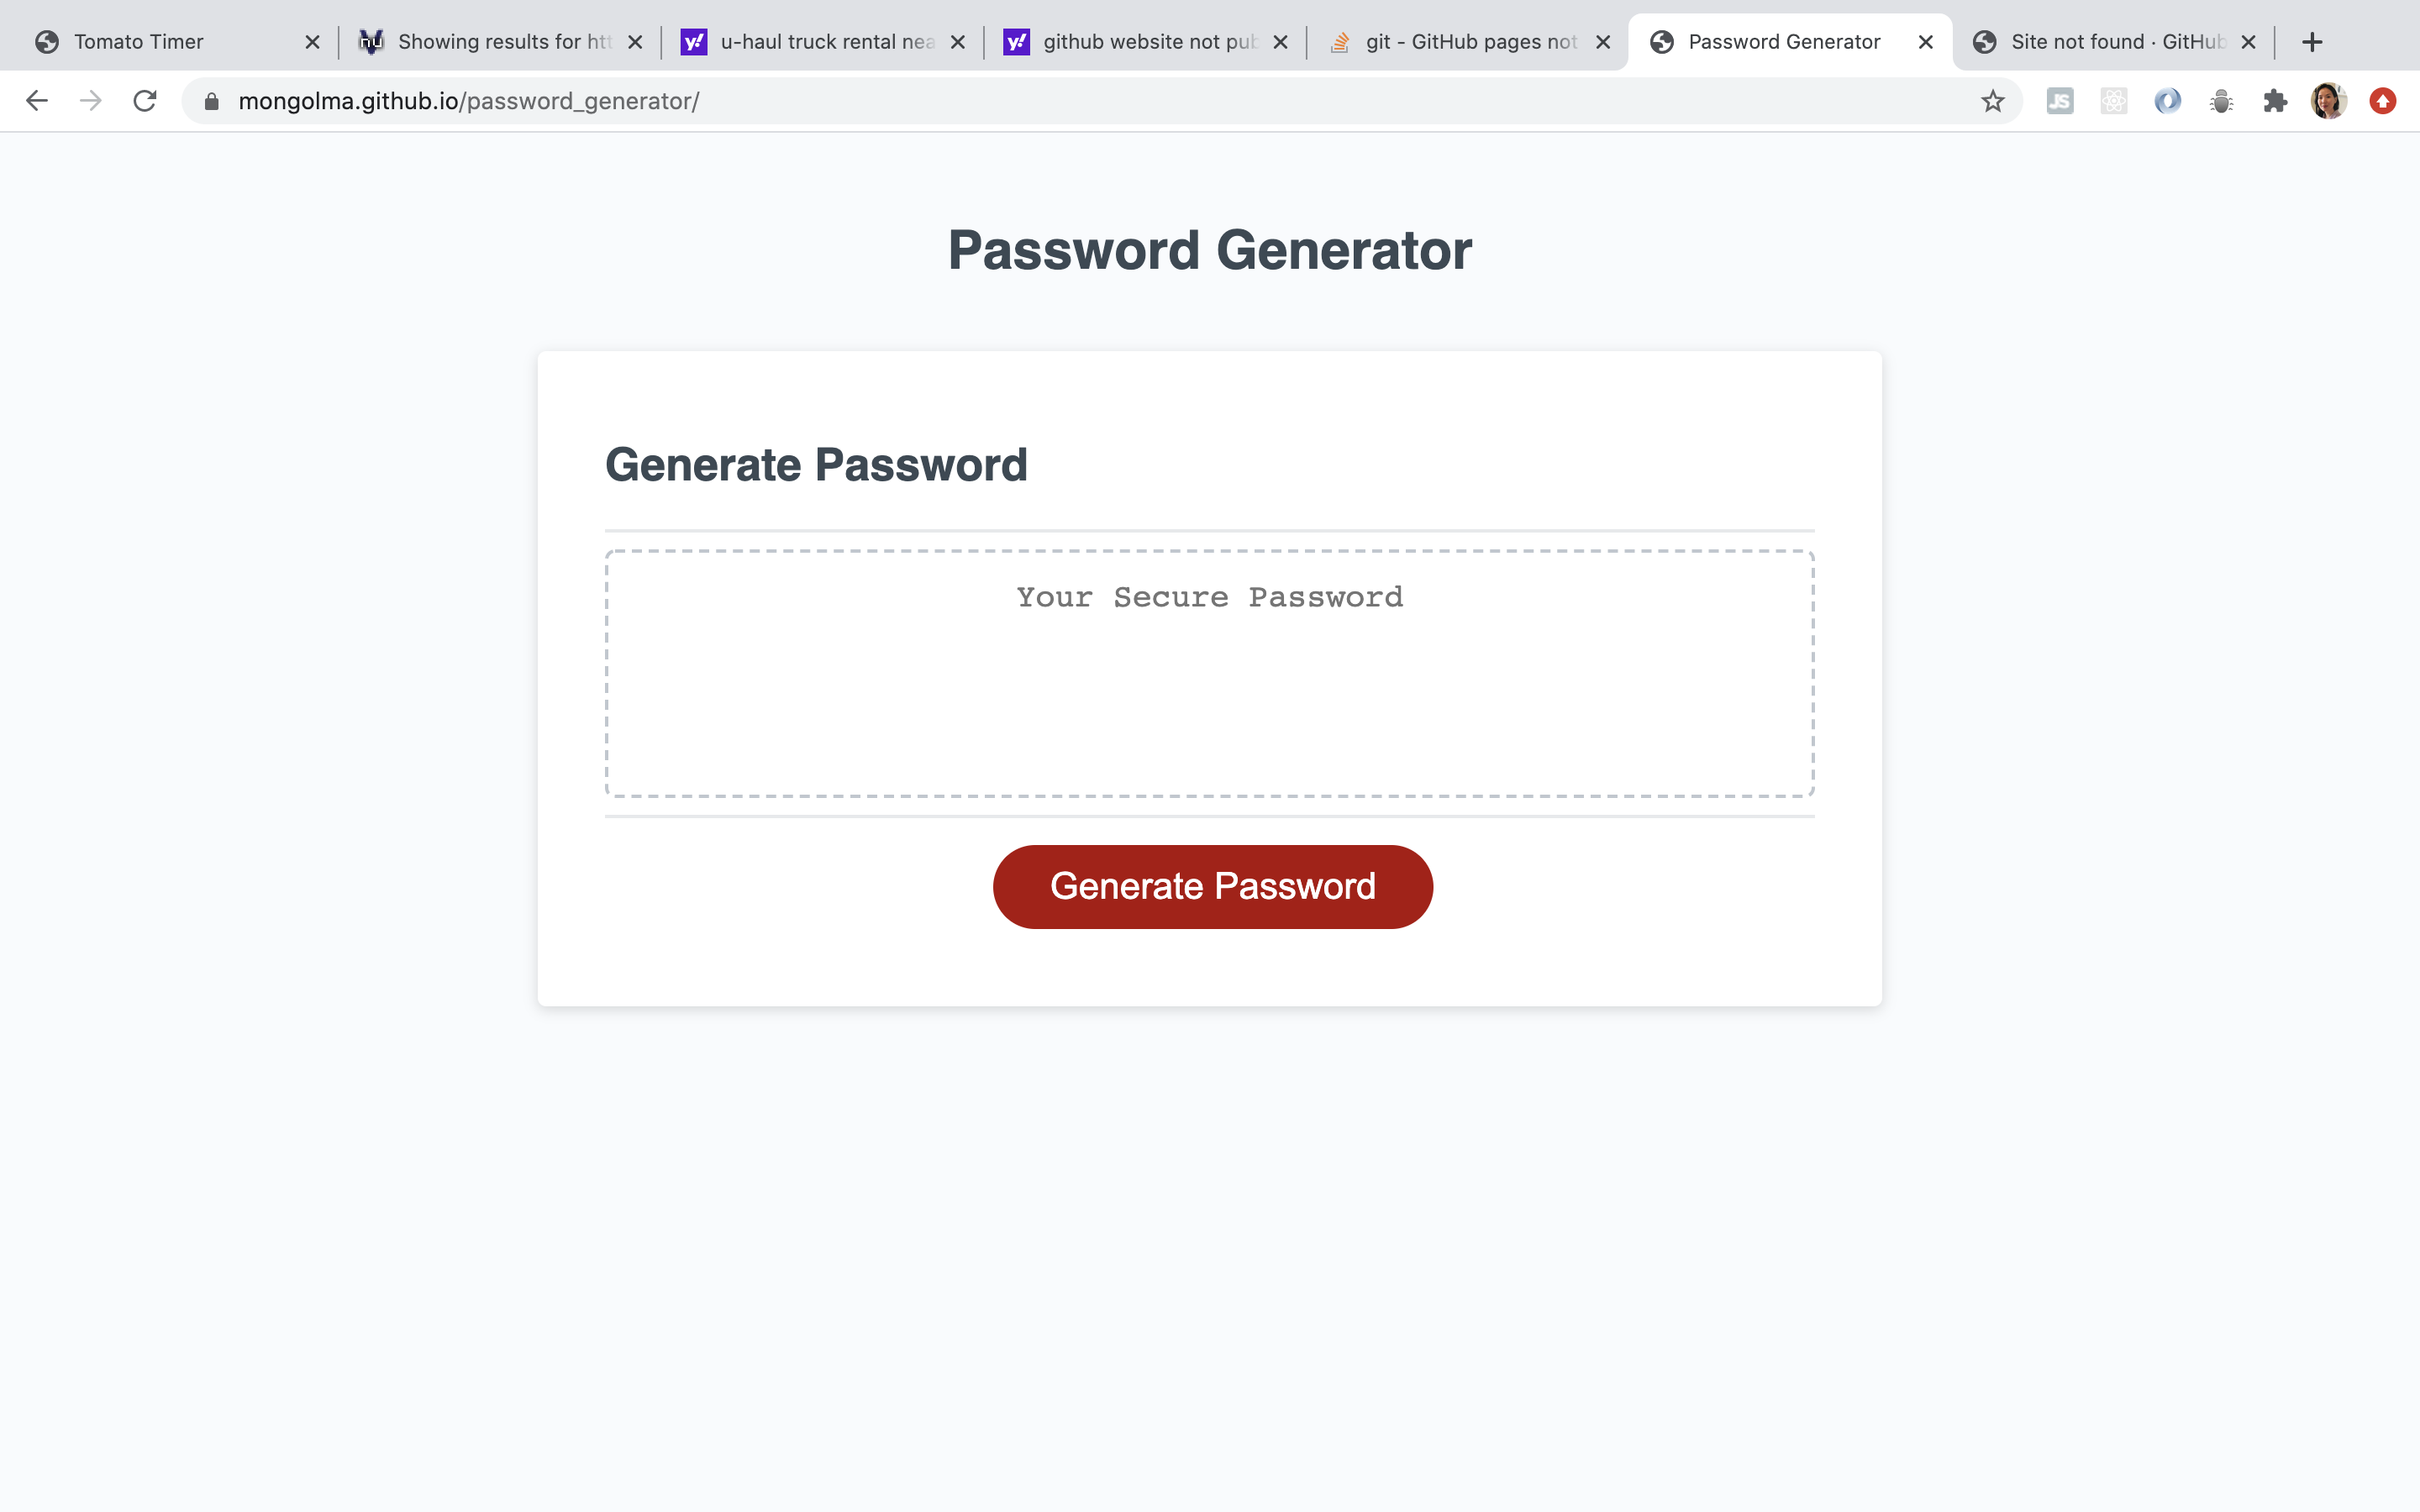 Tomato Timer
Showing results for htt
u-haul truck rental nea
github website not pub
git - GitHub pages not
Password Generator
Site not found · GitHub
mongolma.github.io/password_generator/
JS
Password Generator
Generate Password
Your Secure Password
Generate Password